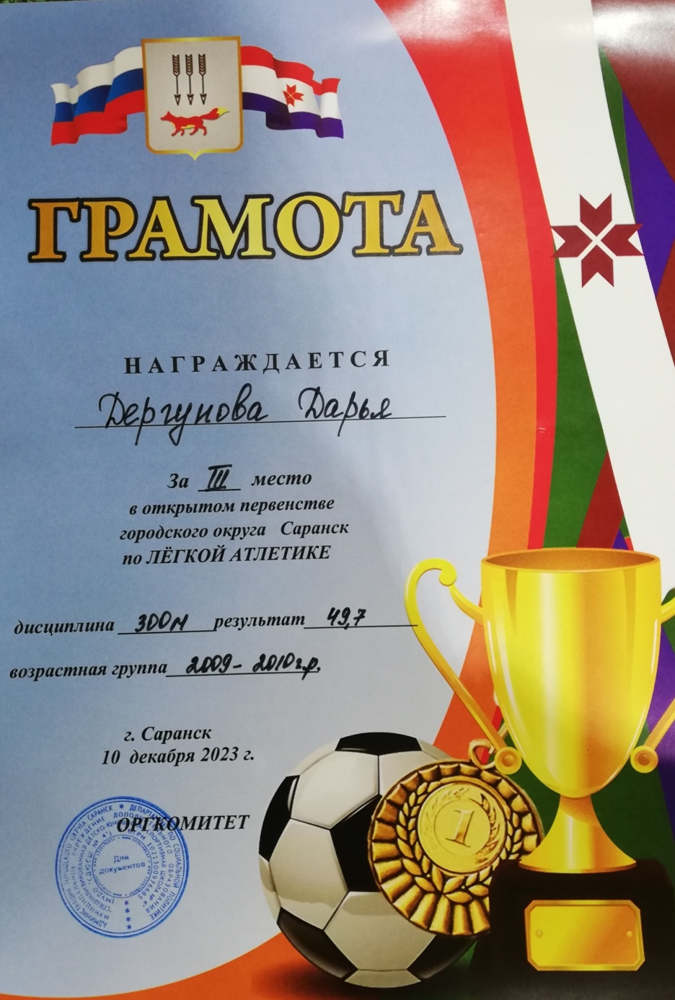 ГРАМОТА
НАГРАЖДАЕТСЯ
Дергунова Дарья
За III место
в открытом первенстве
городского округа Саранск
по ЛЁГКОЙ АТЛЕТИКЕ
дисциплина 300м результат 49,7
возрастная группа 2009- 2010г.р.
г. Саранск
10 декабря 2023 г.
ОРГКОМИТЕТ
Для
документов
1